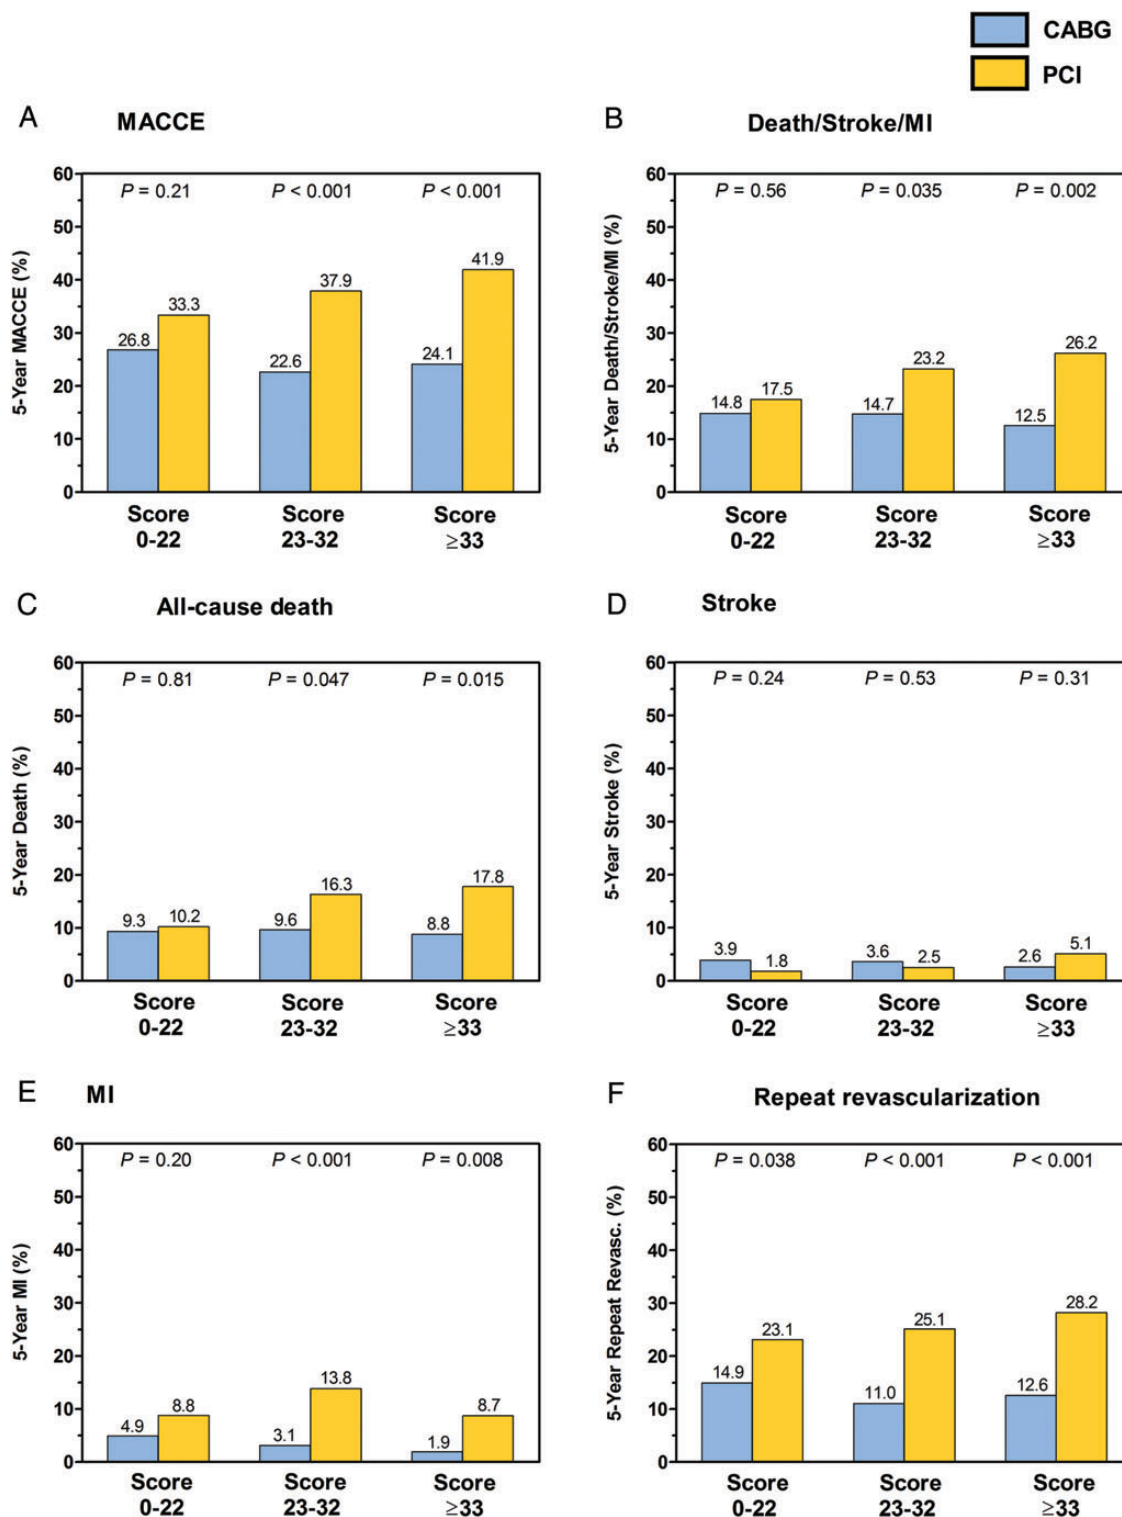 CABG
PCI
A MACCE
P = 0.21 P < 0.001 P < 0.001
5-Year MACCE (%)
60
50
40
30
20
10
0
26.8 33.3 22.6 37.9 24.1 41.9
Score Score Score
0-22 23-32 ≥33
B Death/Stroke/MI
P = 0.56 P = 0.035 P = 0.002
5-Year Death/Stroke/MI (%)
60
50
40
30
20
10
0
14.8 17.5 14.7 23.2 12.5 26.2
Score Score Score
0-22 23-32 ≥33
C All-cause death
P = 0.81 P = 0.047 P = 0.015
5-Year Death (%)
60
50
40
30
20
10
0
9.3 10.2 9.6 16.3 8.8 17.8
Score Score Score
0-22 23-32 ≥33
D Stroke
P = 0.24 P = 0.53 P = 0.31
5-Year Stroke (%)
60
50
40
30
20
10
0
3.9 1.8 3.6 2.5 2.6 5.1
Score Score Score
0-22 23-32 ≥33
E MI
P = 0.20 P < 0.001 P = 0.008
5-Year MI (%)
60
50
40
30
20
10
0
4.9 8.8 3.1 13.8 1.9 8.7
Score Score Score
0-22 23-32 ≥33
F Repeat revascularization
P = 0.038 P < 0.001 P < 0.001
5-Year Repeat Revasc. (%)
60
50
40
30
20
10
0
14.9 23.1 11.0 25.1 12.6 28.2
Score Score Score
0-22 23-32 ≥33